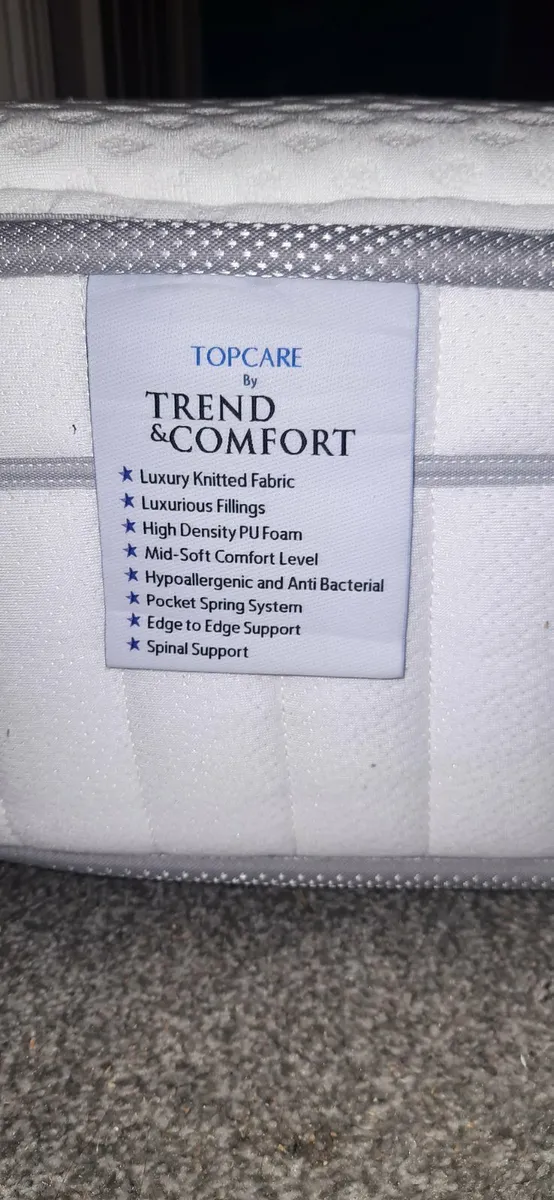 TOPCARE
By
TREND
&COMFORT
★ Luxury Knitted Fabric
★ Luxurious Fillings
★ High Density PU Foam
★ Mid-Soft Comfort Level
★ Hypoallergenic and Anti Bacterial
★ Pocket Spring System
★ Edge to Edge Support
★ Spinal Support